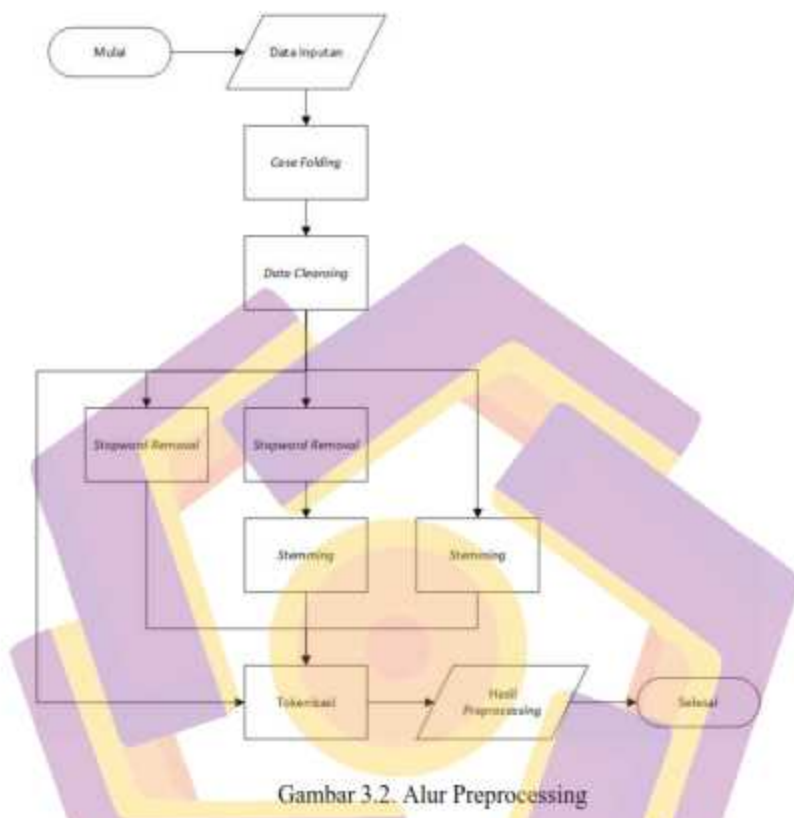 Mulai
Data Inputan
Case Folding
Data Cleansing
Stopword Removal
Stopword Removal
Stemming
Stemming
Tokenisasi
Hasil
Preprocessing
Selesai
Gambar 3.2. Alur Preprocessing